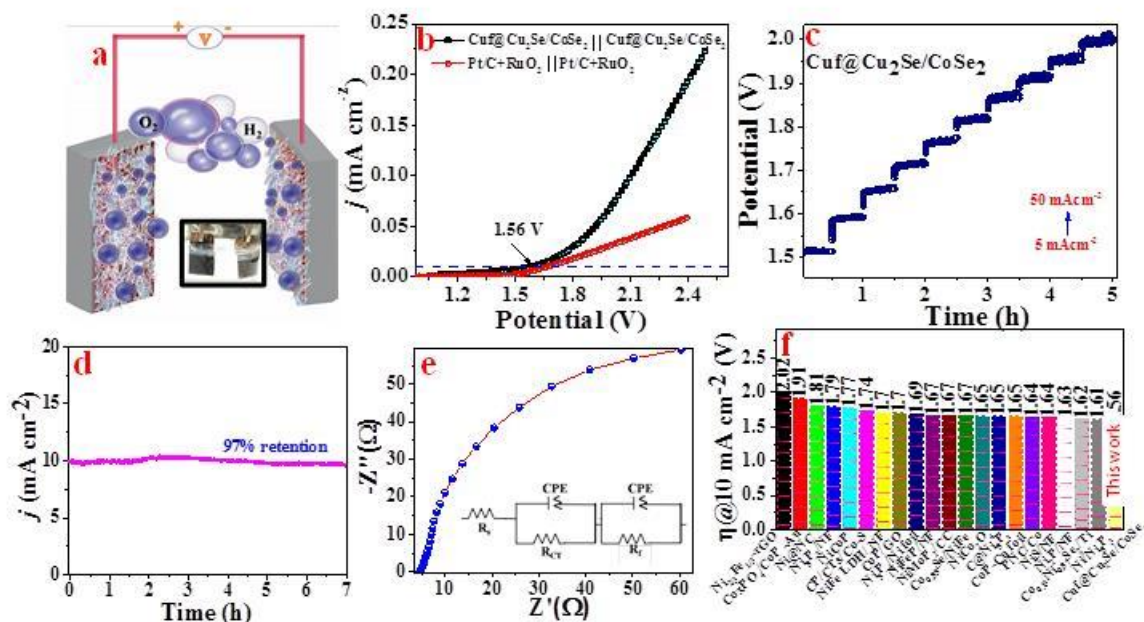 a
+ -
V
O2
H2
b
Cuf@Cu2Se/CoSe2 || Cuf@Cu2Se/CoSe2
Pt/C+RuO2 || Pt/C+RuO2
j (mA cm-2)
0.25
0.20
0.15
0.10
0.05
0.00
1.56 V
1.2 1.5 1.8 2.1 2.4
Potential (V)
c
Cuf@Cu2Se/CoSe2
Potential (V)
2.0
1.9
1.8
1.7
1.6
1.5
50 mAcm-2
5 mAcm-2
0 1 2 3 4 5
Time (h)
d
j (mA cm-2)
20
15
10
5
0
97% retention
0 1 2 3 4 5 6 7
Time (h)
e
-Z''(Ω)
50
40
30
20
10
0
CPE CPE
Rs
RCT Rf
0 10 20 30 40 50 60
Z'(Ω)
f
η@10 mA cm-2 (V)
2.5
2.0
1.5
1.0
0.5
0.0
2.02
1.91
1.81
1.79
1.77
1.74
1.7
1.7
1.69
1.67
1.67
1.67
1.65
1.65
1.65
1.64
1.64
1.63
1.62
1.61
.56
This work
Cuf@Cu2Se/CoSe